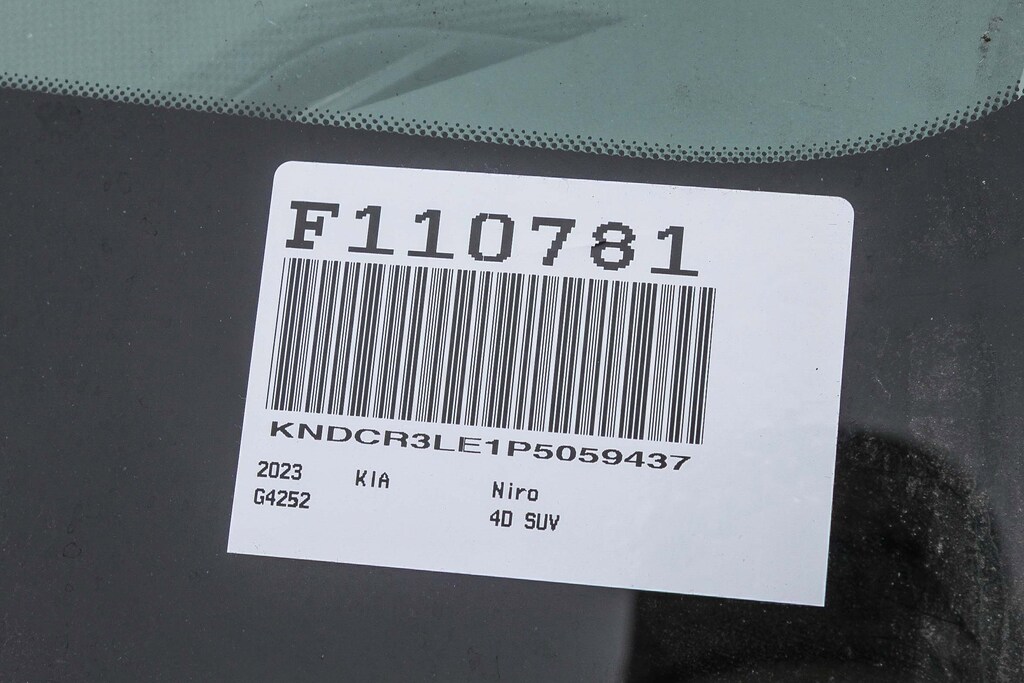 F110781
KNDCR3LE1P5059437
2023 KIA Niro
G4252 4D SUV